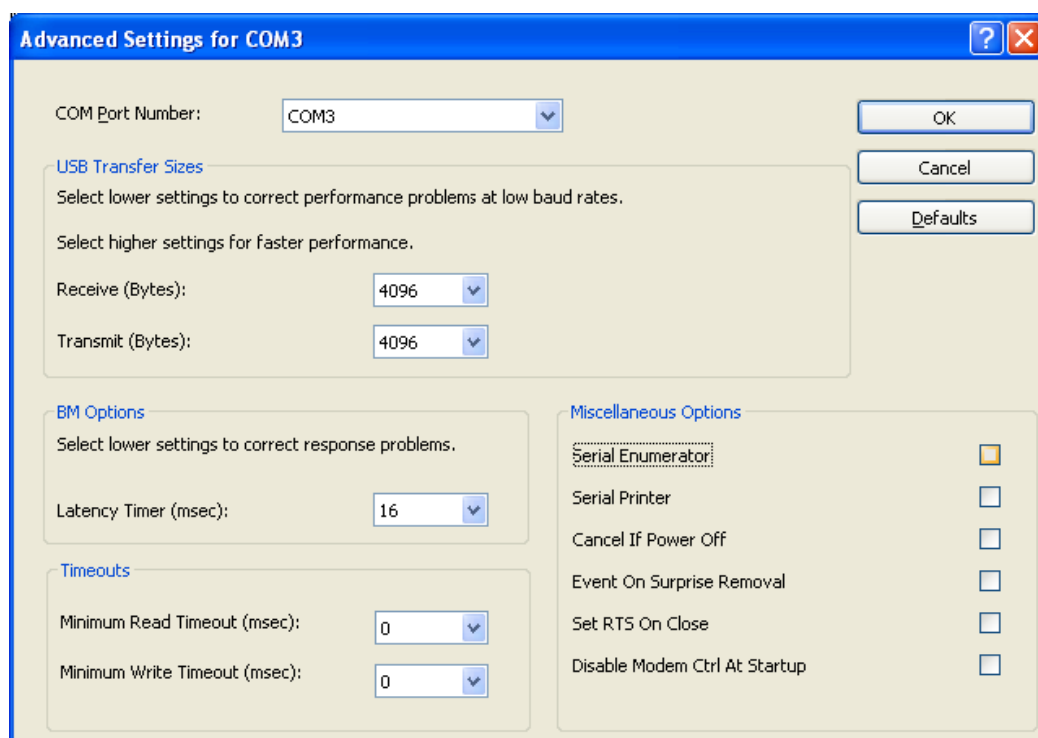 Advanced Settings for COM3
?
COM Port Number:
COM3
OK
Cancel
Defaults
USB Transfer Sizes
Select lower settings to correct performance problems at low baud rates.
Select higher settings for faster performance.
Receive (Bytes):
4096
Transmit (Bytes):
4096
BM Options
Select lower settings to correct response problems.
Latency Timer (msec):
16
Timeouts
Minimum Read Timeout (msec):
0
Minimum Write Timeout (msec):
0
Miscellaneous Options
Serial Enumerator
Serial Printer
Cancel If Power Off
Event On Surprise Removal
Set RTS On Close
Disable Modem Ctrl At Startup